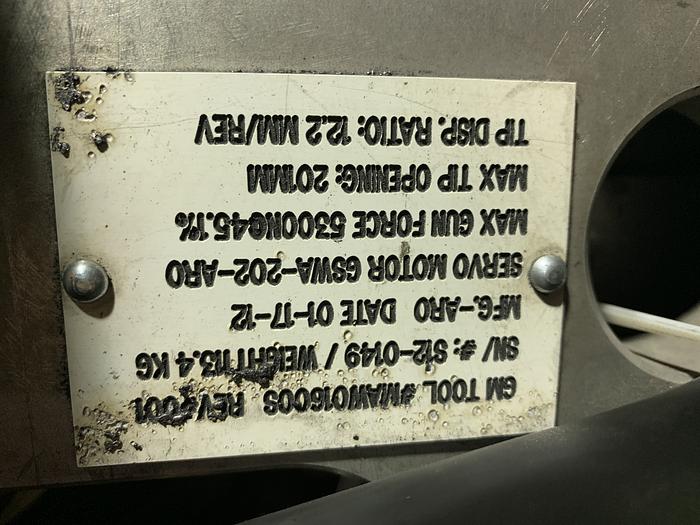 GM TOOL #MAW01600S REV#001
SN/ #: S12-0149 / WEIGHT 113.4 KG
MFG.-ARO DATE 01-17-12
SERVO MOTOR GSWA-202-ARO
MAX GUN FORCE 5300N@45.1%
MAX TIP OPENING: 201MM
TIP DISP. RATIO: 12.2 MM/REV